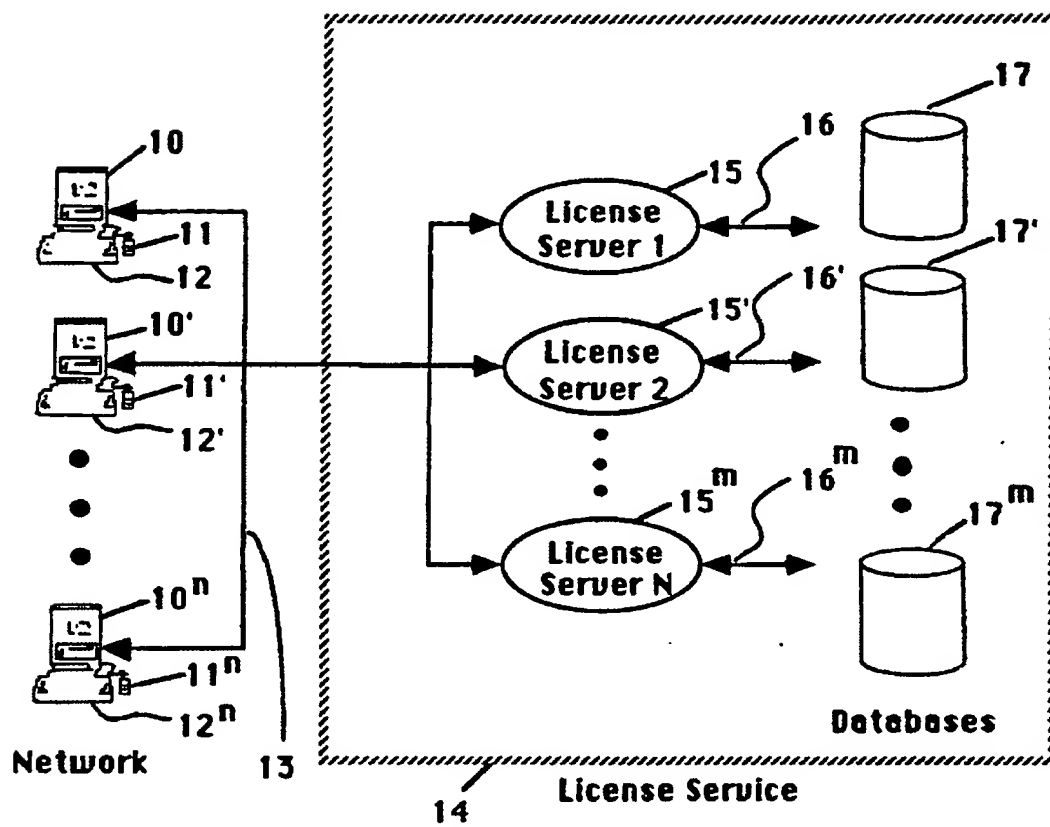 17
10
16
15
License
Server 1
11
12
17'
16'
10'
15'
License
Server 2
11'
12'
16^m
15^m
17^m
License
Server N
10^n
11^n
12^n
Databases
Network
13
14
License Service